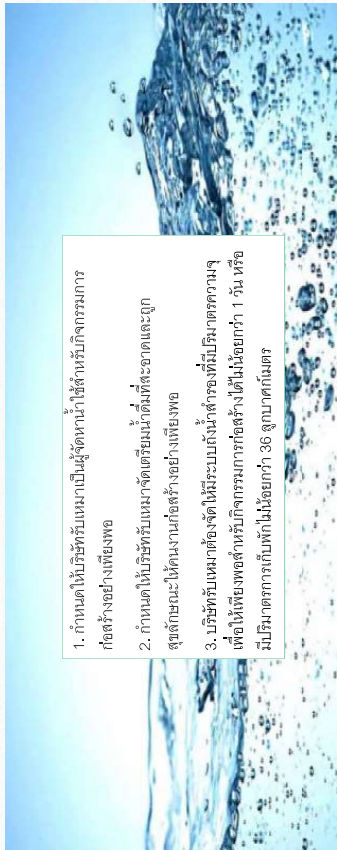 1. กำหนดให้บริษัทรับเหมาเป็นผู้จัดหาน้ำใช้สำหรับกิจกรรมการ
ก่อสร้างอย่างเพียงพอ
2. กำหนดให้บริษัทรับเหมาจัดเตรียมน้ำดื่มที่สะอาดและถูก
สุขลักษณะให้คนงานก่อสร้างอย่างเพียงพอ
3. บริษัทรับเหมาต้องจัดให้มีระบบถังน้ำสำรองที่มีปริมาตรความจุ
เพื่อให้เพียงพอสำหรับกิจกรรมการก่อสร้างได้ไม่น้อยกว่า 1 วัน หรือ
มีปริมาตรการเก็บพักไม่น้อยกว่า 36 ลูกบาศก์เมตร